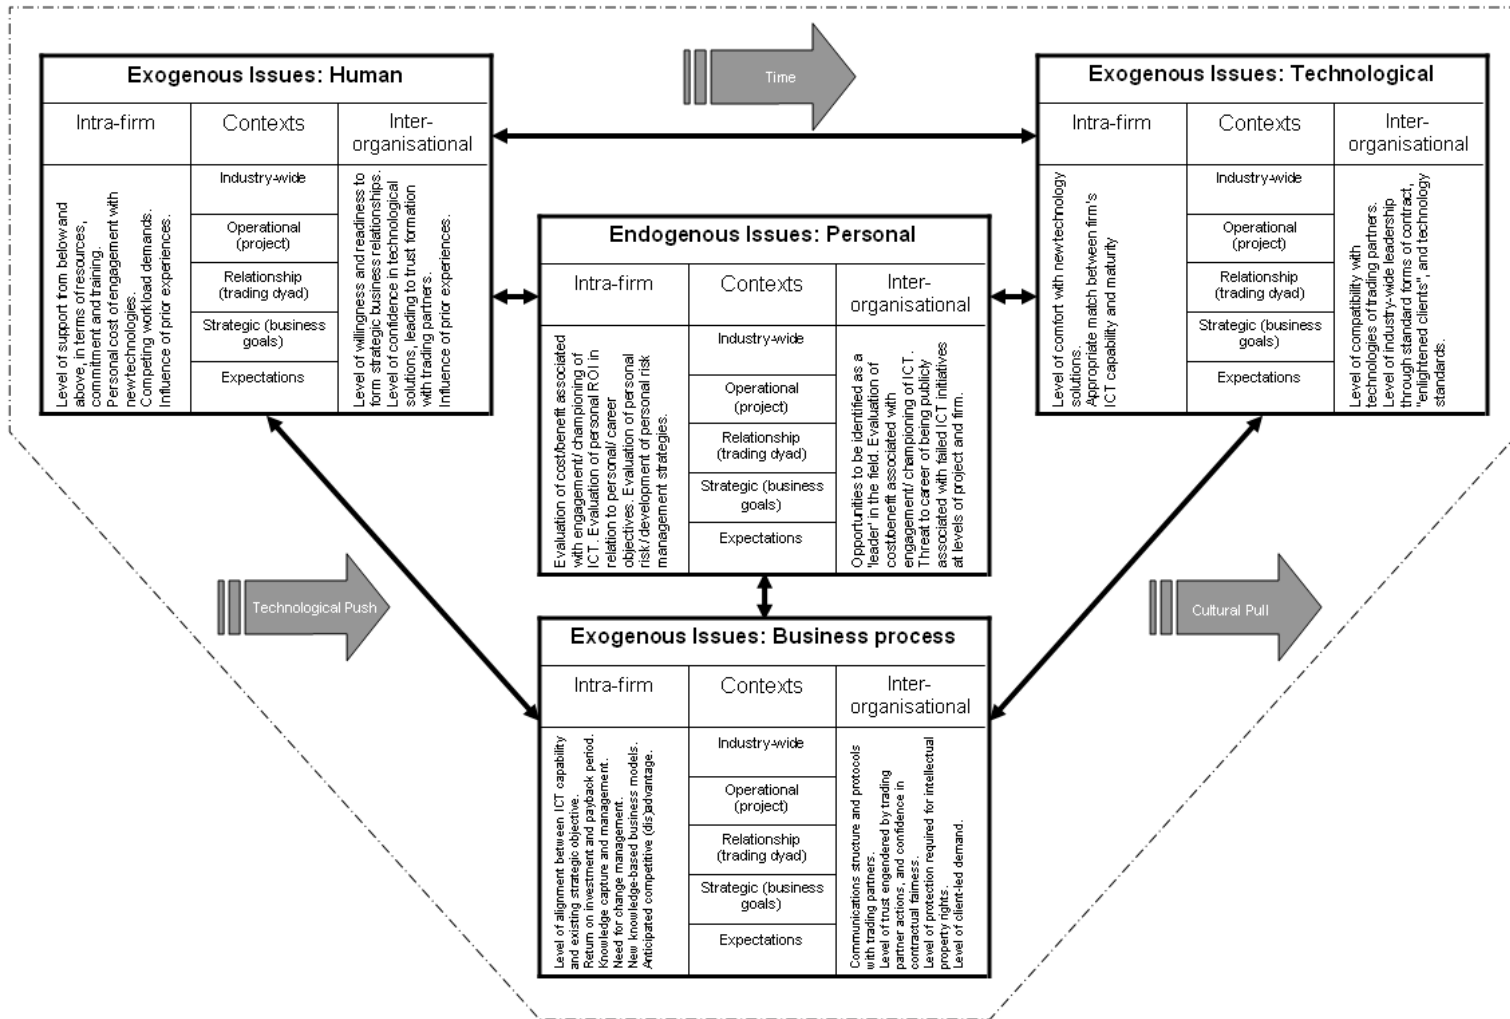 Time
Exogenous Issues: Human
Intra-firm
Contexts
Inter-
organisational
Level of support from below and
above, in terms of resources,
commitment and training.
Personal cost of engagement with
new technologies.
Competing workload demands.
Influence of prior experiences.
Industry-wide
Operational
(project)
Relationship
(trading dyad)
Strategic (business
goals)
Expectations
Level of willingness and readiness to
form strategic business relationships.
Level of confidence in technological
solutions, leading to trust formation
with trading partners.
Influence of prior experiences.
Exogenous Issues: Technological
Intra-firm
Contexts
Inter-
organisational
Level of comfort with new technology
solutions.
Appropriate match between firm's
ICT capability and maturity
Industry-wide
Operational
(project)
Relationship
(trading dyad)
Strategic (business
goals)
Expectations
Level of compatibility with
technologies of trading partners.
Level of industry-wide leadership
through standard forms of contract,
"enlightened clients", and technology
standards.
Endogenous Issues: Personal
Intra-firm
Contexts
Inter-
organisational
Evaluation of cost/benefit associated
with engagement/ championing of
ICT. Evaluation of personal ROI in
relation to personal/ career
objectives. Evaluation of personal
risk/ development of personal risk
management strategies.
Industry-wide
Operational
(project)
Relationship
(trading dyad)
Strategic (business
goals)
Expectations
Opportunities to be identified as a
'leader' in the field. Evaluation of
cost/benefit associated with
engagement/ championing of ICT.
Threat to career of being publicly
associated with failed ICT initiatives
at levels of project and firm.
Technological Push
Cultural Pull
Exogenous Issues: Business process
Intra-firm
Contexts
Inter-
organisational
Level of alignment between ICT capability
and existing strategic objective.
Return on investment and payback period.
Knowledge capture and management.
Need for change management.
New knowledge-based business models.
Anticipated competitive (dis)advantage.
Industry-wide
Operational
(project)
Relationship
(trading dyad)
Strategic (business
goals)
Expectations
Communications structure and protocols
with trading partners.
Level of trust engendered by trading
partner actions, and confidence in
contractual fairness.
Level of protection required for intellectual
property rights.
Level of client-led demand.